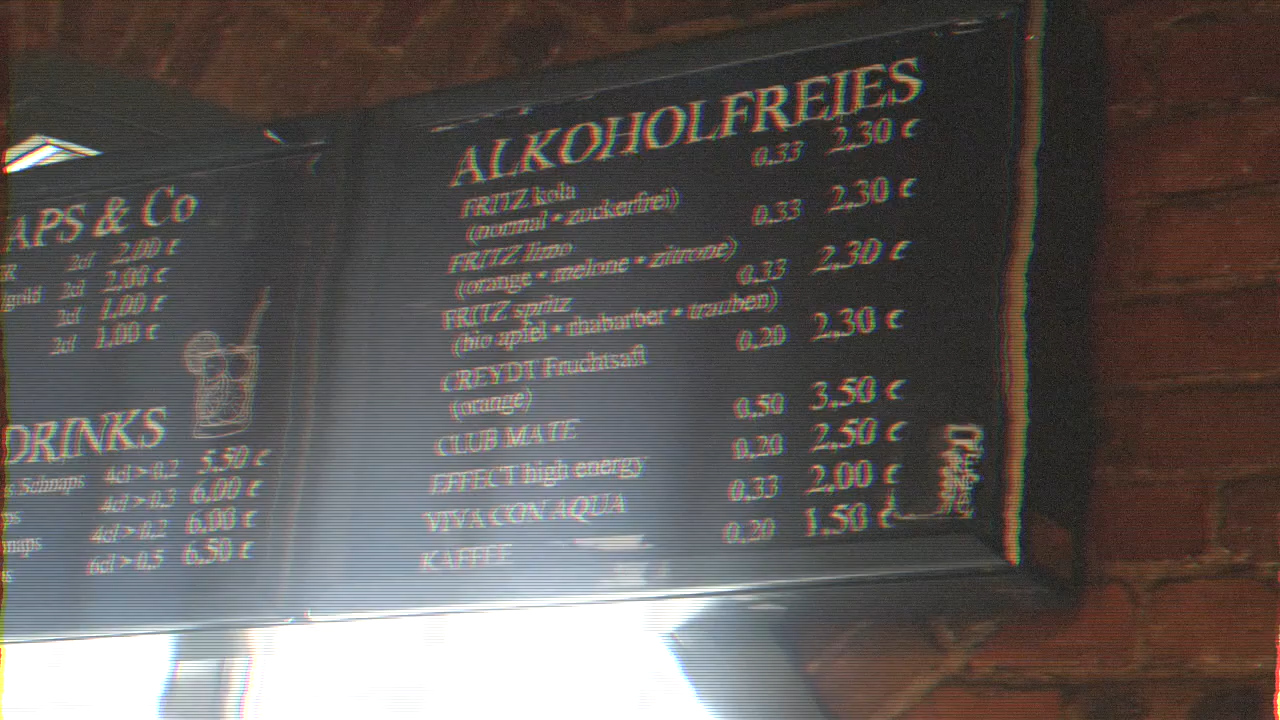 APS & Co
2cl 2,00 €
2cl 2,00 €
2cl 1,00 €
2cl 1,00 €
DRINKS
Schnaps 4cl > 0,2 5,50 €
4cl > 0,3 6,00 €
4cl > 0,2 6,00 €
6cl > 0,5 6,50 €
ALKOHOLFREIES
FRITZ kola 0.33 2,30 €
(normal • zuckerfrei)
FRITZ limo 0.33 2,30 €
(orange • melone • zitrone)
FRITZ spritz 0.33 2,30 €
(bio apfel • rhabarber • trauben)
CREYDT Fruchtsaft 0.20 2,30 €
(orange)
CLUB MATE 0.50 3,50 €
EFFECT high energy 0.20 2,50 €
VIVA CON AQUA 0.33 2,00 €
KAFFEE 0.20 1,50 €